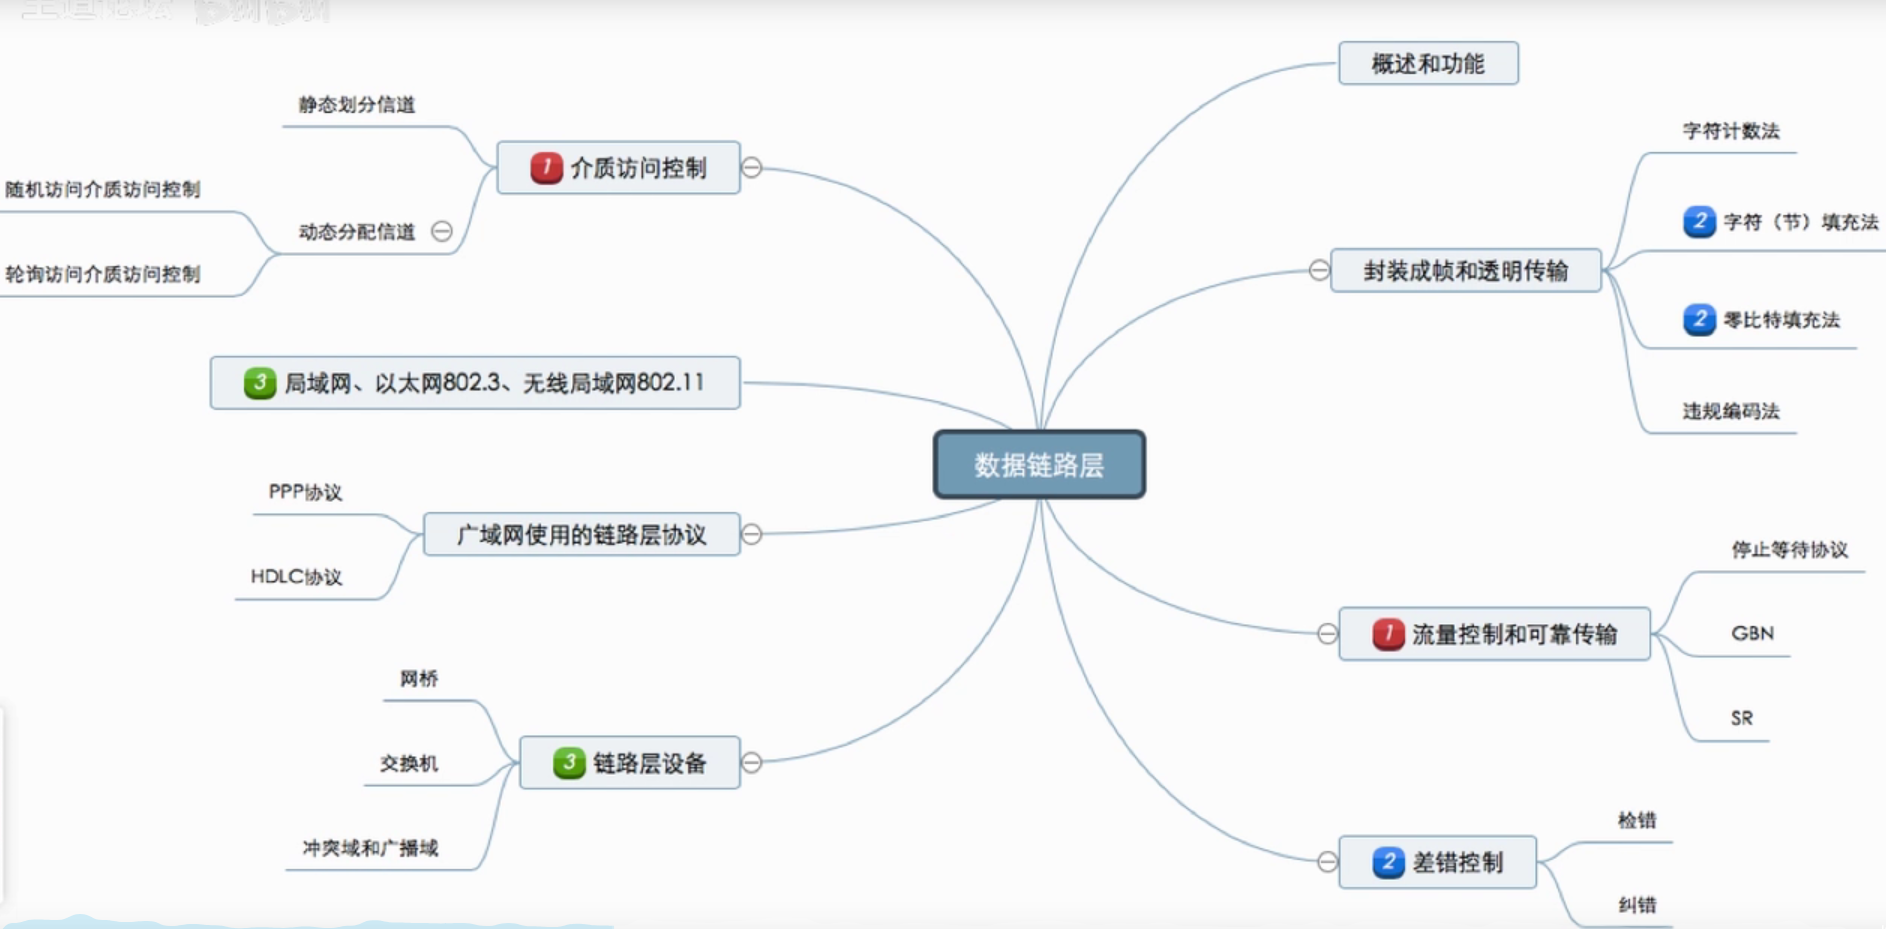 概述和功能
静态划分信道
字符计数法
1 介质访问控制
随机访问介质访问控制
2 字符（节）填充法
动态分配信道
封装成帧和透明传输
轮询访问介质访问控制
2 零比特填充法
3 局域网、以太网802.3、无线局域网802.11
违规编码法
数据链路层
PPP协议
广域网使用的链路层协议
停止等待协议
HDLC协议
1 流量控制和可靠传输
GBN
网桥
SR
交换机
3 链路层设备
检错
冲突域和广播域
2 差错控制
纠错